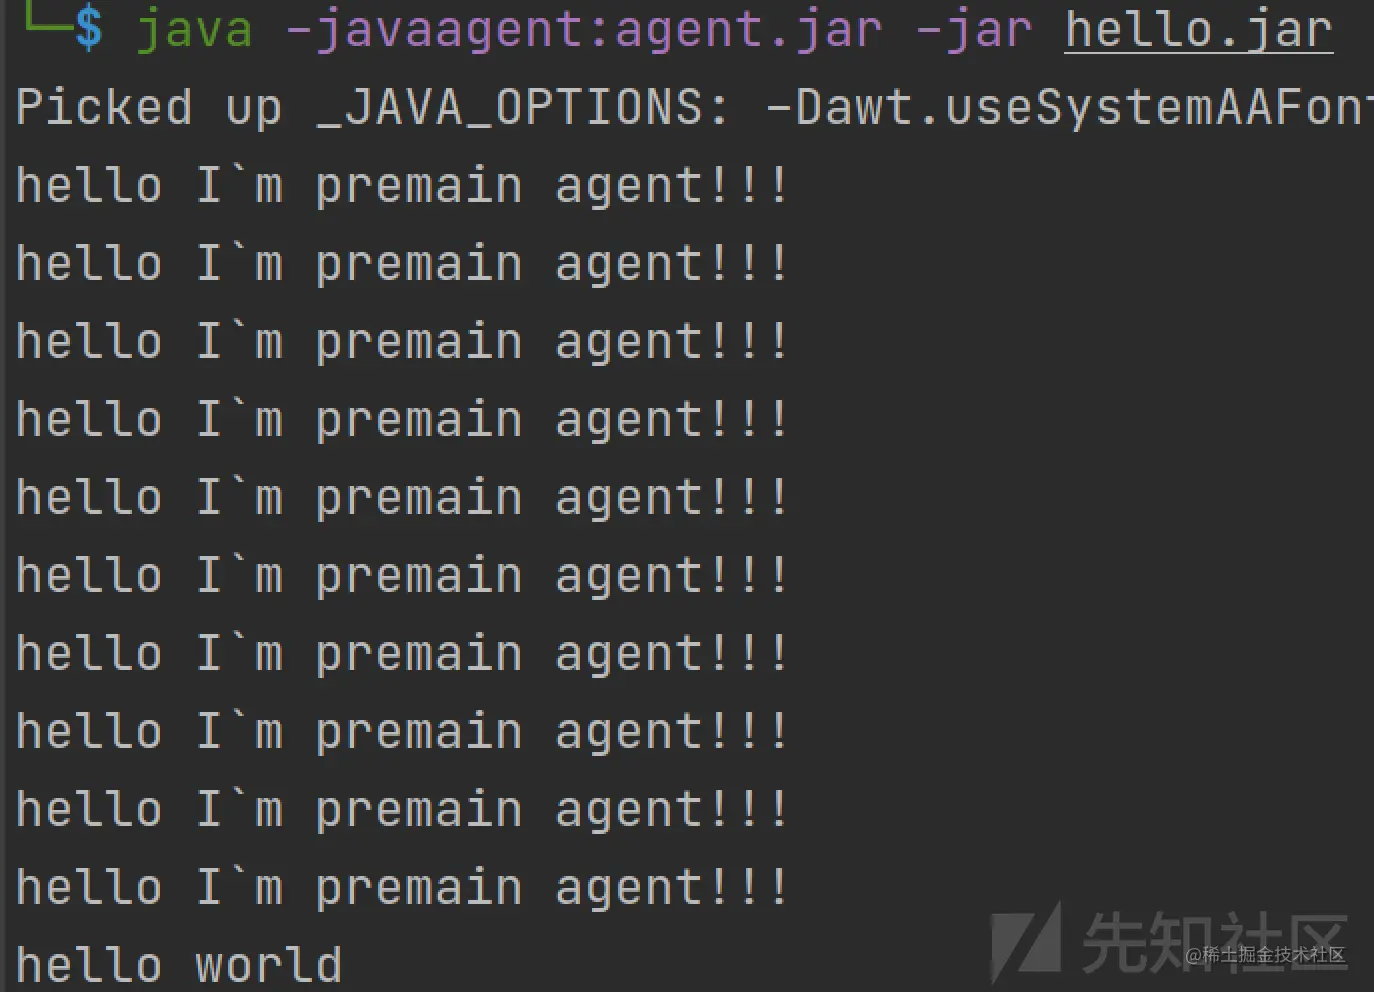 └─$ java -javaagent:agent.jar -jar hello.jar
Picked up _JAVA_OPTIONS: -Dawt.useSystemAAFont
hello I`m premain agent!!!
hello I`m premain agent!!!
hello I`m premain agent!!!
hello I`m premain agent!!!
hello I`m premain agent!!!
hello I`m premain agent!!!
hello I`m premain agent!!!
hello I`m premain agent!!!
hello I`m premain agent!!!
hello I`m premain agent!!!
hello world
先知社区
@稀土掘金技术社区